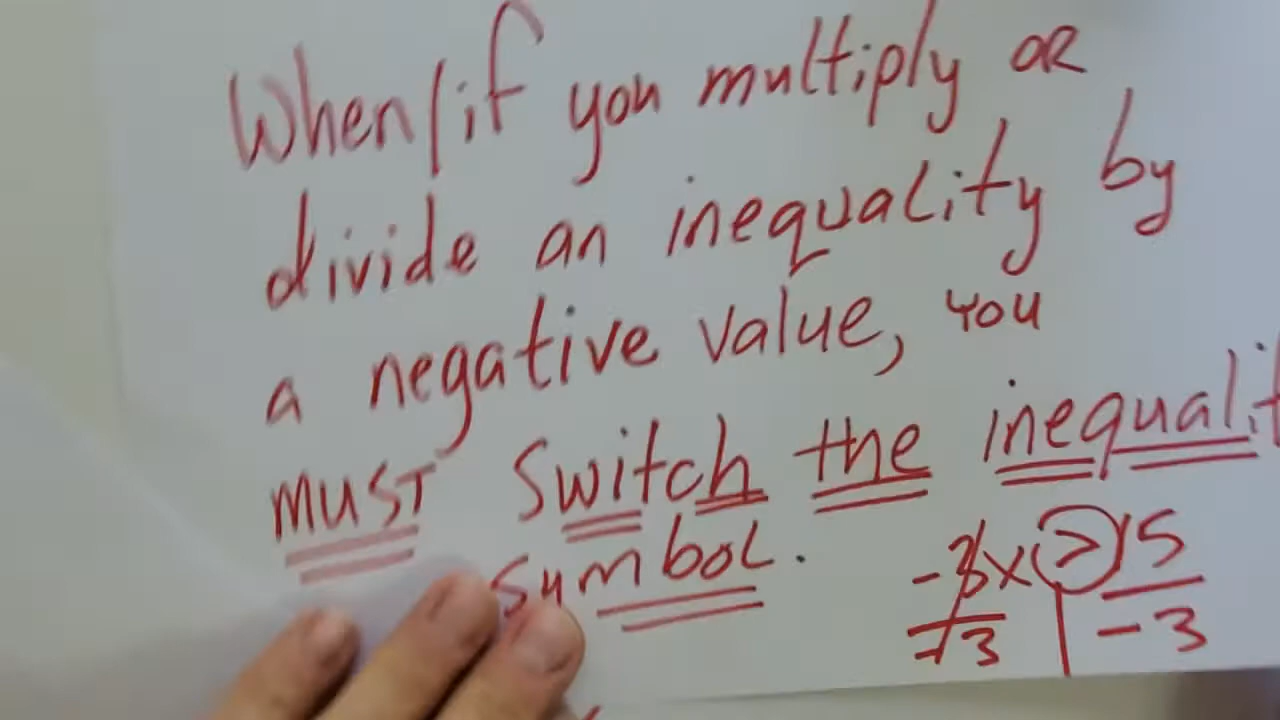 When/if you multiply OR
divide an inequality by
a negative value, you
MUST Switch the inequalit
symbol.
-3x > 15
-3 | -3